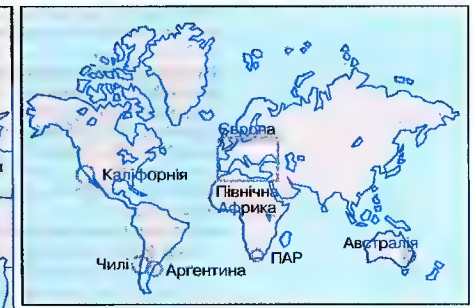 Європа
Каліфорнія
Північна
Африка
Австралія
Чилі
Аргентина
ПАР